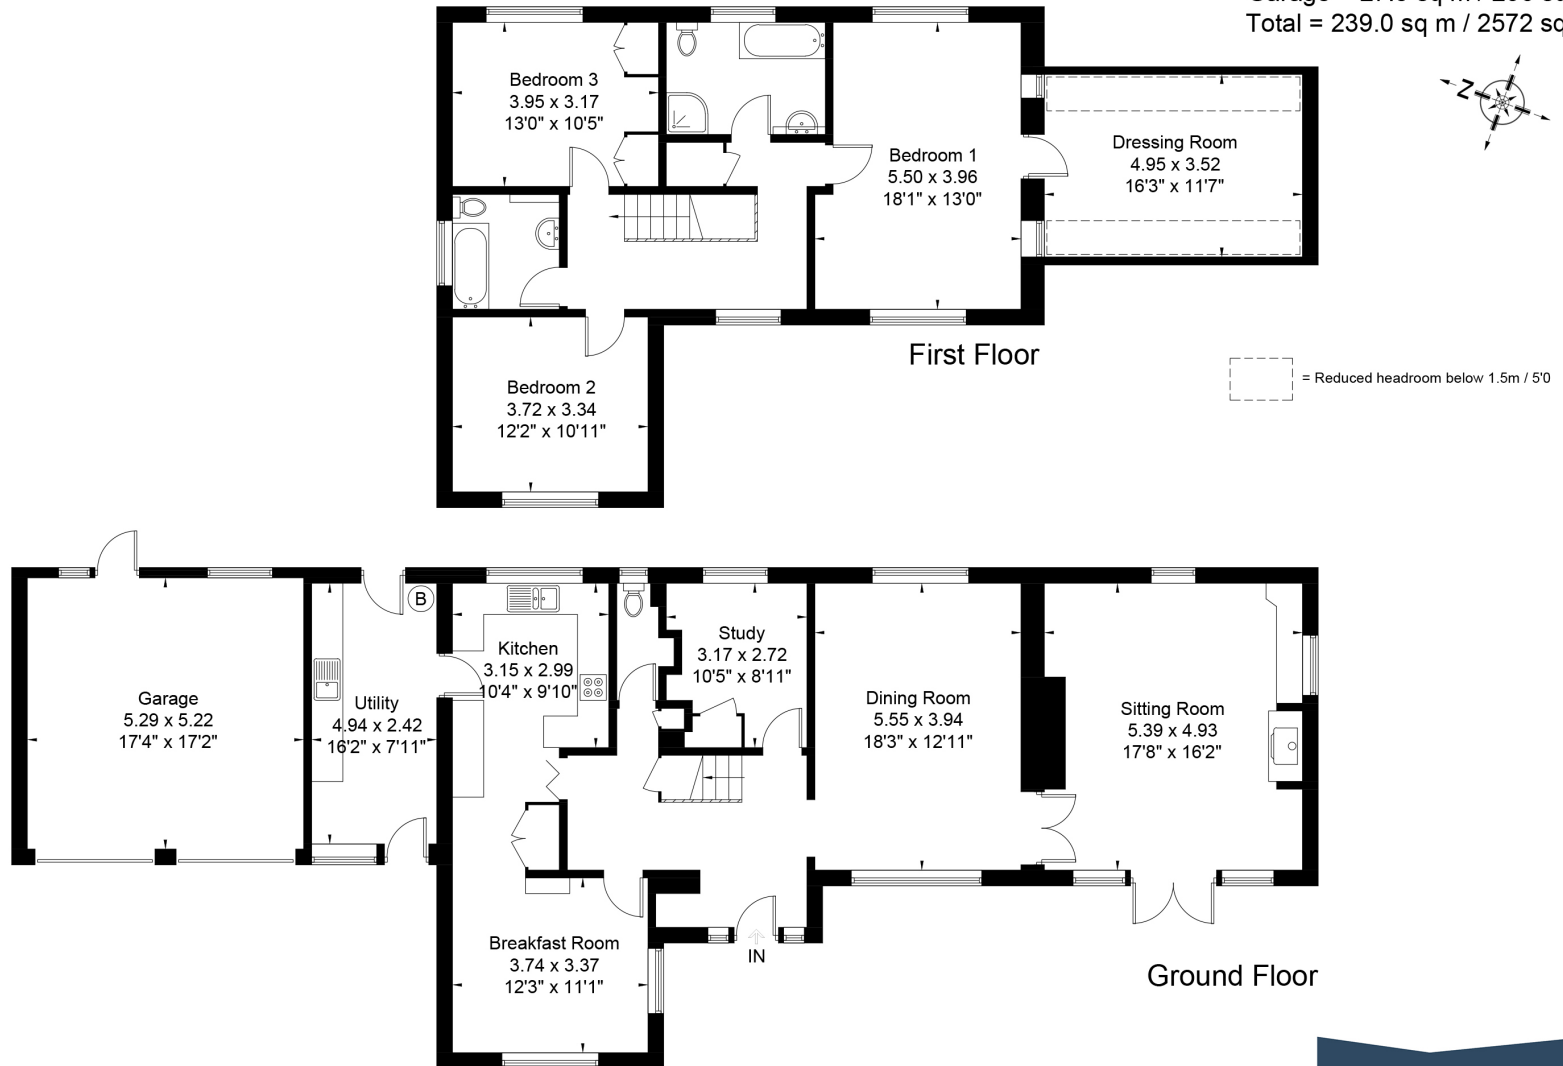 Total = 239.0 sq m / 2572 sq
Z
Bedroom 3
3.95 x 3.17
13'0" x 10'5"
Bedroom 1
5.50 x 3.96
18'1" x 13'0"
Dressing Room
4.95 x 3.52
16'3" x 11'7"
First Floor
= Reduced headroom below 1.5m / 5'0
Bedroom 2
3.72 x 3.34
12'2" x 10'11"
B
Kitchen
3.15 x 2.99
10'4" x 9'10"
Study
3.17 x 2.72
10'5" x 8'11"
Garage
5.29 x 5.22
17'4" x 17'2"
Utility
4.94 x 2.42
16'2" x 7'11"
Dining Room
5.55 x 3.94
18'3" x 12'11"
Sitting Room
5.39 x 4.93
17'8" x 16'2"
Breakfast Room
3.74 x 3.37
12'3" x 11'1"
IN
Ground Floor